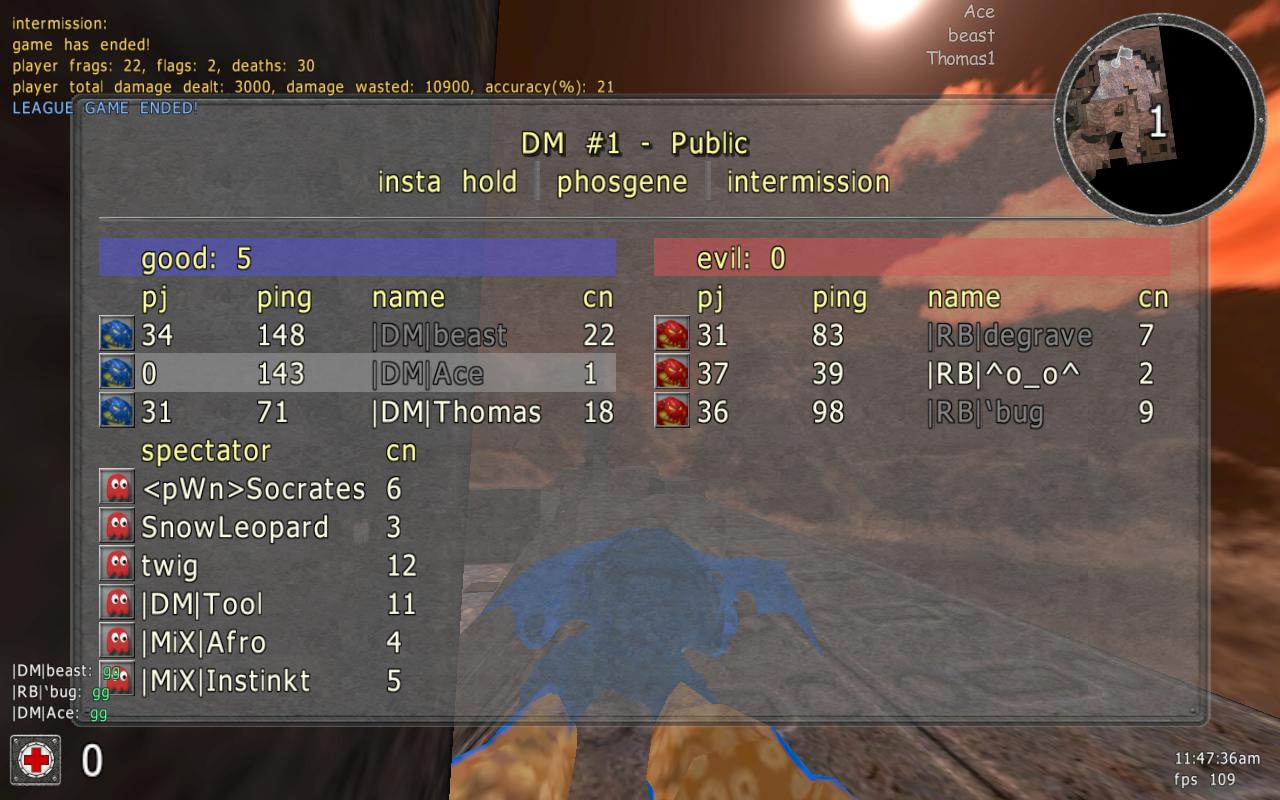 intermission:
game has ended!
player frags: 22, flags: 2, deaths: 30
player total damage dealt: 3000, damage wasted: 10900, accuracy(%): 21
LEAGUE GAME ENDED!
Ace
beast
Thomas1
1
DM #1 - Public
insta hold | phosgene | intermission
good: 5
pj ping name cn
34 148 |DM|beast 22
0 143 |DM|Ace 1
31 71 |DM|Thomas 18
evil: 0
pj ping name cn
31 83 |RB|degrave 7
37 39 |RB|^o_o^ 2
36 98 |RB|`bug 9
spectator cn
<pWn>Socrates 6
SnowLeopard 3
twig 12
|DM|Tool 11
|MiX|Afro 4
|MiX|Instinkt 5
|DM|beast: gg
|RB|`bug: gg
|DM|Ace: gg
0
11:47:36am
fps 109